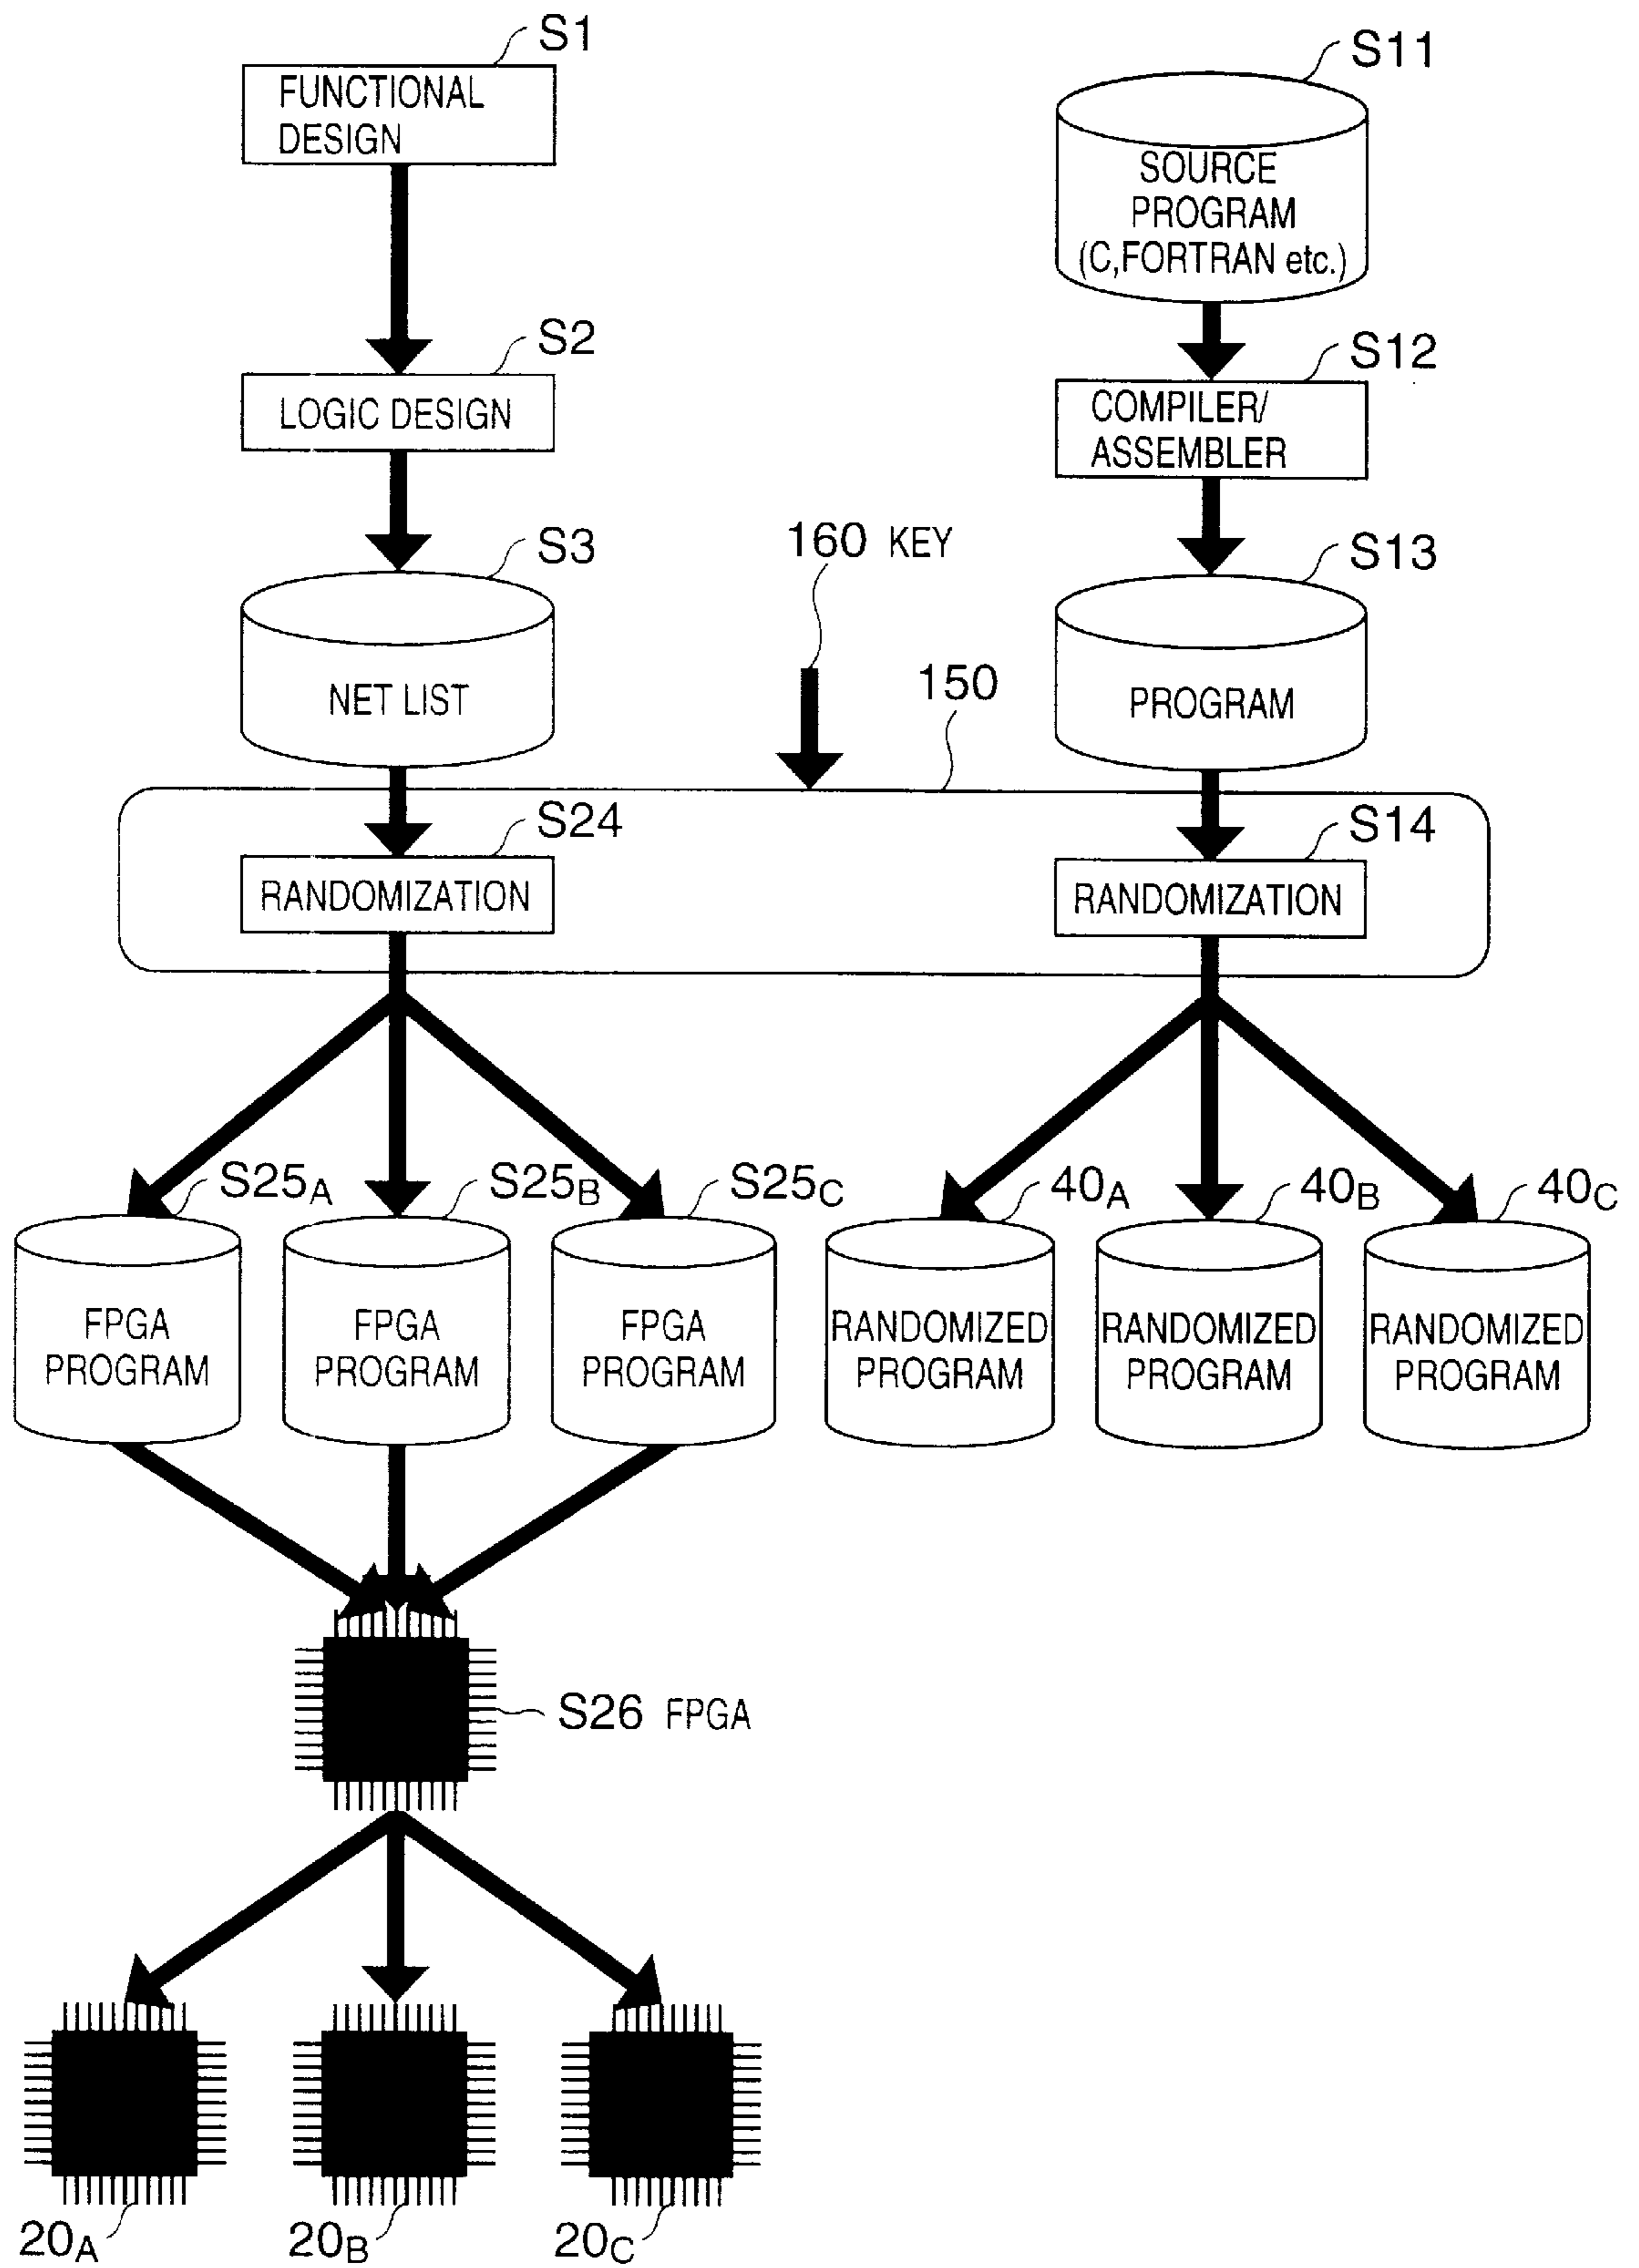 S1
FUNCTIONAL
DESIGN
S11
SOURCE
PROGRAM
(C,FORTRAN etc.)
S2
LOGIC DESIGN
S12
COMPILER/
ASSEMBLER
S3
NET LIST
160 KEY
S13
PROGRAM
150
S24
RANDOMIZATION
S14
RANDOMIZATION
S25A
FPGA
PROGRAM
S25B
FPGA
PROGRAM
S25C
FPGA
PROGRAM
40A
RANDOMIZED
PROGRAM
40B
RANDOMIZED
PROGRAM
40C
RANDOMIZED
PROGRAM
S26 FPGA
20A
20B
20C